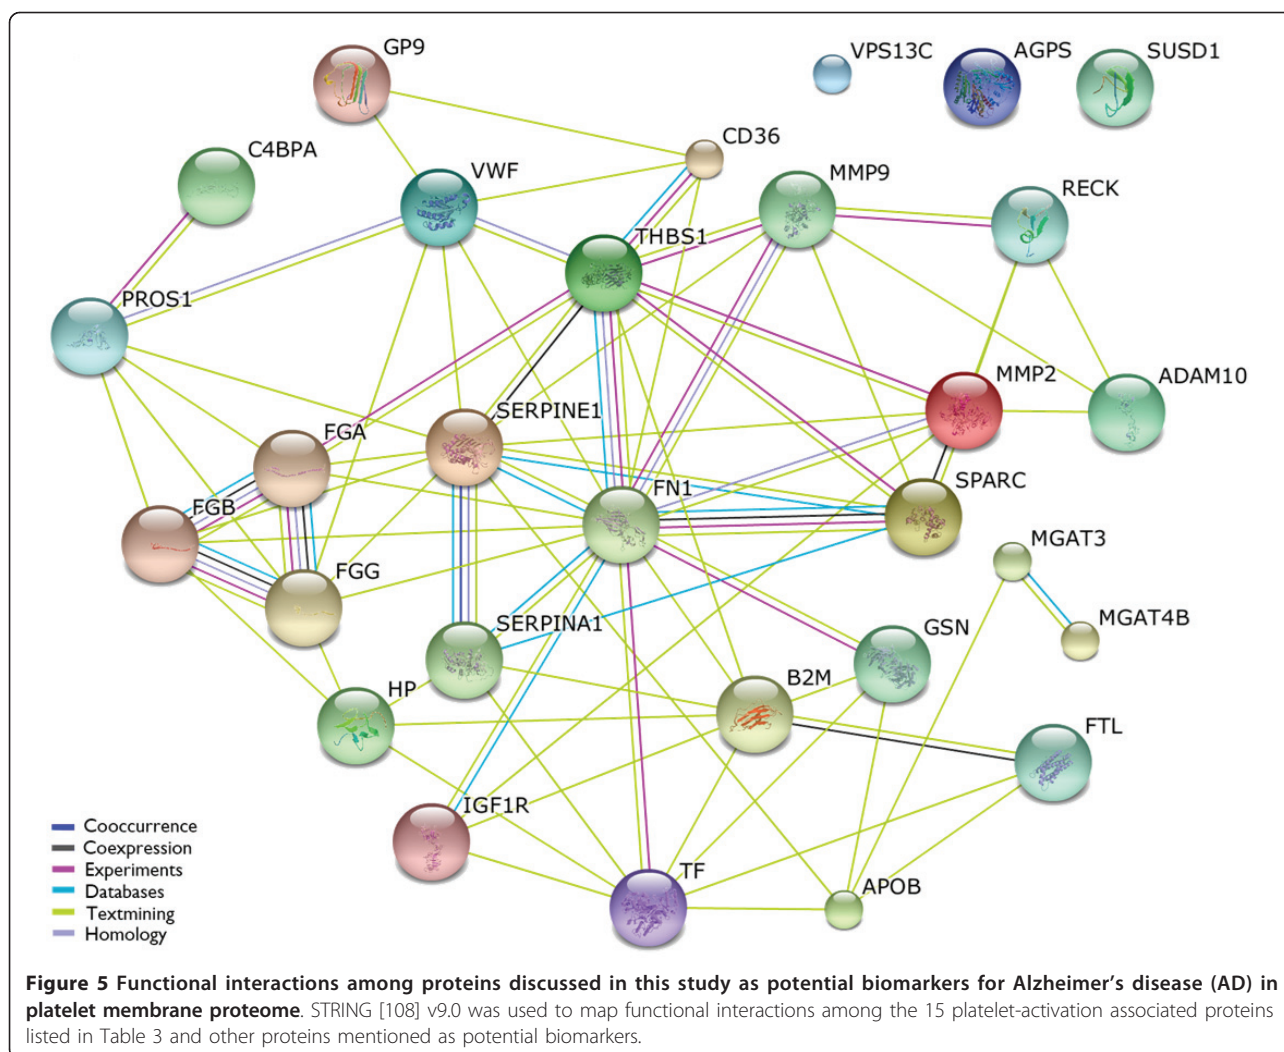 GP9
VPS13C
AGPS
SUSD1
C4BPA
CD36
VWF
MMP9
RECK
THBS1
PROS1
MMP2
ADAM10
SERPINE1
FGA
FN1
SPARC
FGB
FGG
MGAT3
MGAT4B
SERPINA1
GSN
HP
B2M
FTL
IGF1R
TF
APOB
Cooccurrence
Coexpression
Experiments
Databases
Textmining
Homology
Figure 5 Functional interactions among proteins discussed in this study as potential biomarkers for Alzheimer's disease (AD) in
platelet membrane proteome. STRING [108] v9.0 was used to map functional interactions among the 15 platelet-activation associated proteins
listed in Table 3 and other proteins mentioned as potential biomarkers.